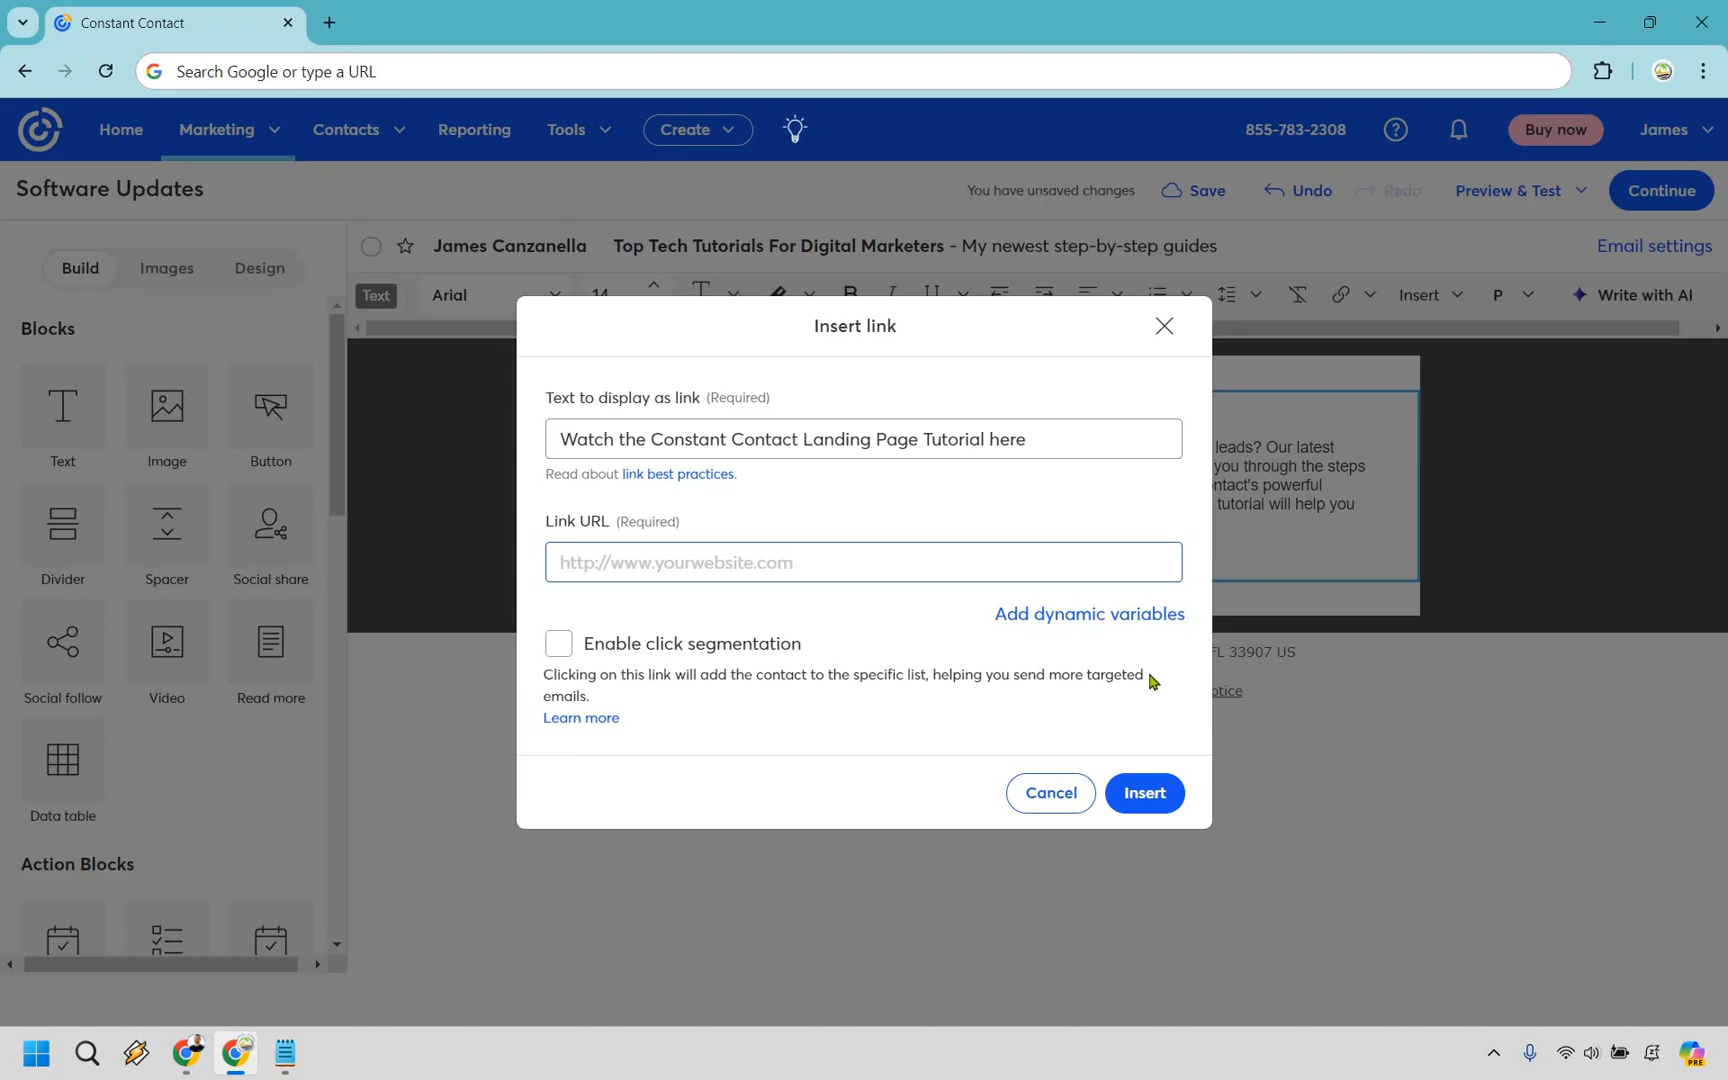 Constant Contact
Search Google or type a URL
Home Marketing Contacts Reporting Tools Create 855-783-2308 Buy now James
Software Updates You have unsaved changes Save Undo Redo Preview & Test Continue
Build Images Design
James Canzanella Top Tech Tutorials For Digital Marketers - My newest step-by-step guides Email settings
Text Arial 14 Insert P Write with AI
Blocks
Text Image Button
Divider Spacer Social share
Social follow Video Read more
Data table
Action Blocks
Insert link
Text to display as link (Required)
Watch the Constant Contact Landing Page Tutorial here
Read about link best practices.
Link URL (Required)
http://www.yourwebsite.com
Add dynamic variables
Enable click segmentation
Clicking on this link will add the contact to the specific list, helping you send more targeted
emails.
Learn more
Cancel Insert
leads? Our latest
you through the steps
ntact's powerful
tutorial will help you
FL 33907 US
otice
PRE